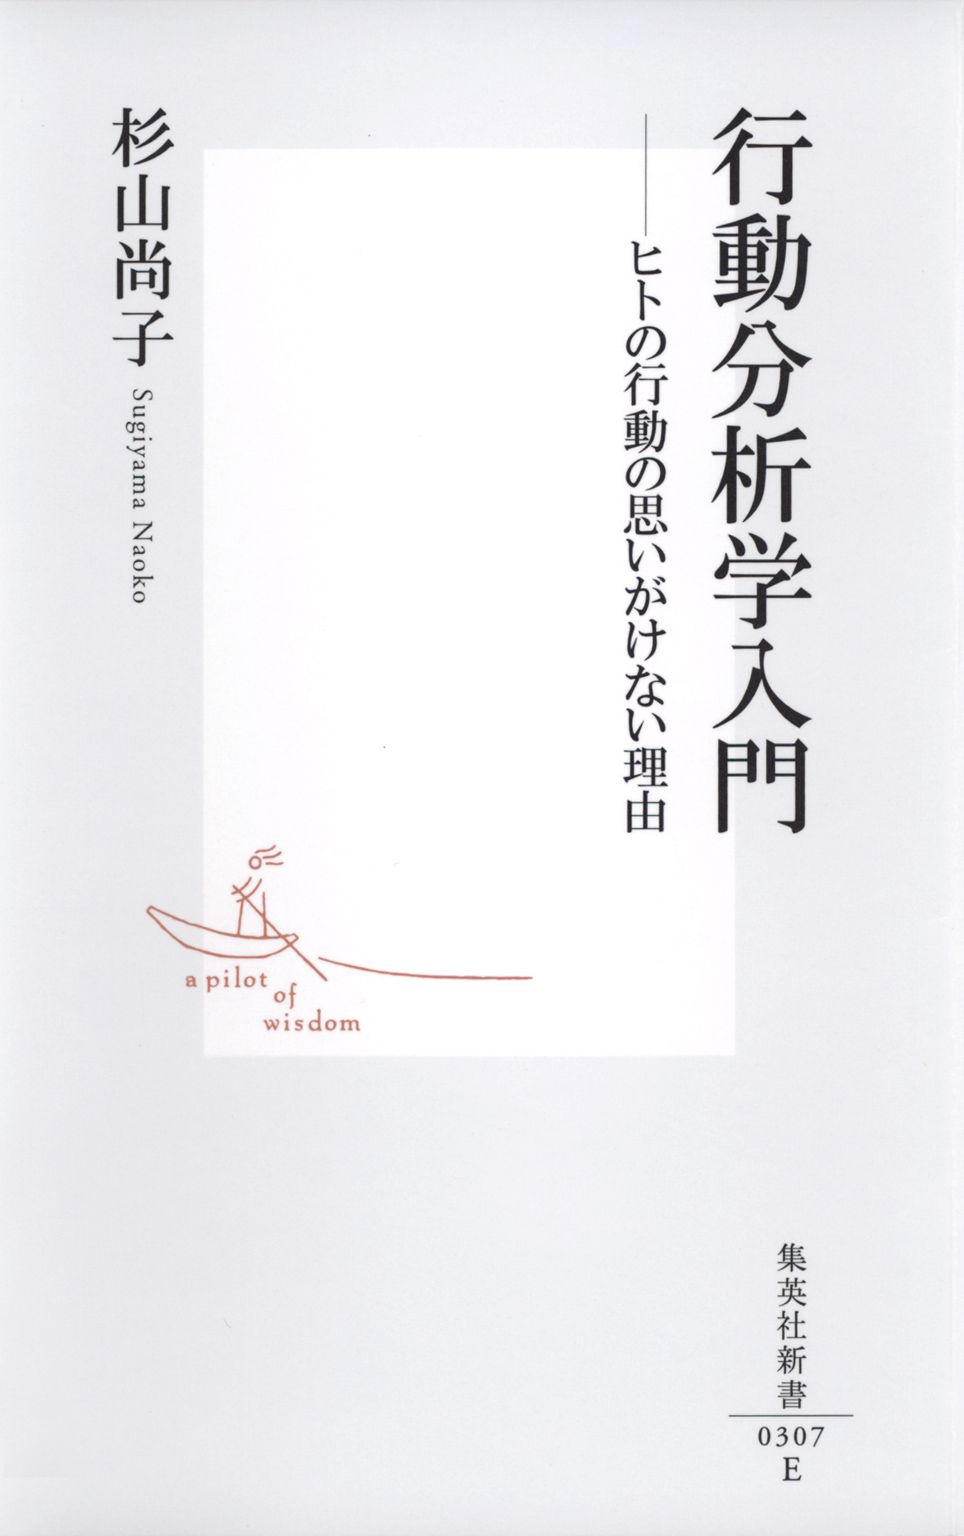 行動分析学入門
――ヒトの行動の思いがけない理由
杉山尚子 Sugiyama Naoko
a pilot
of
wisdom
集英社新書
0307
E